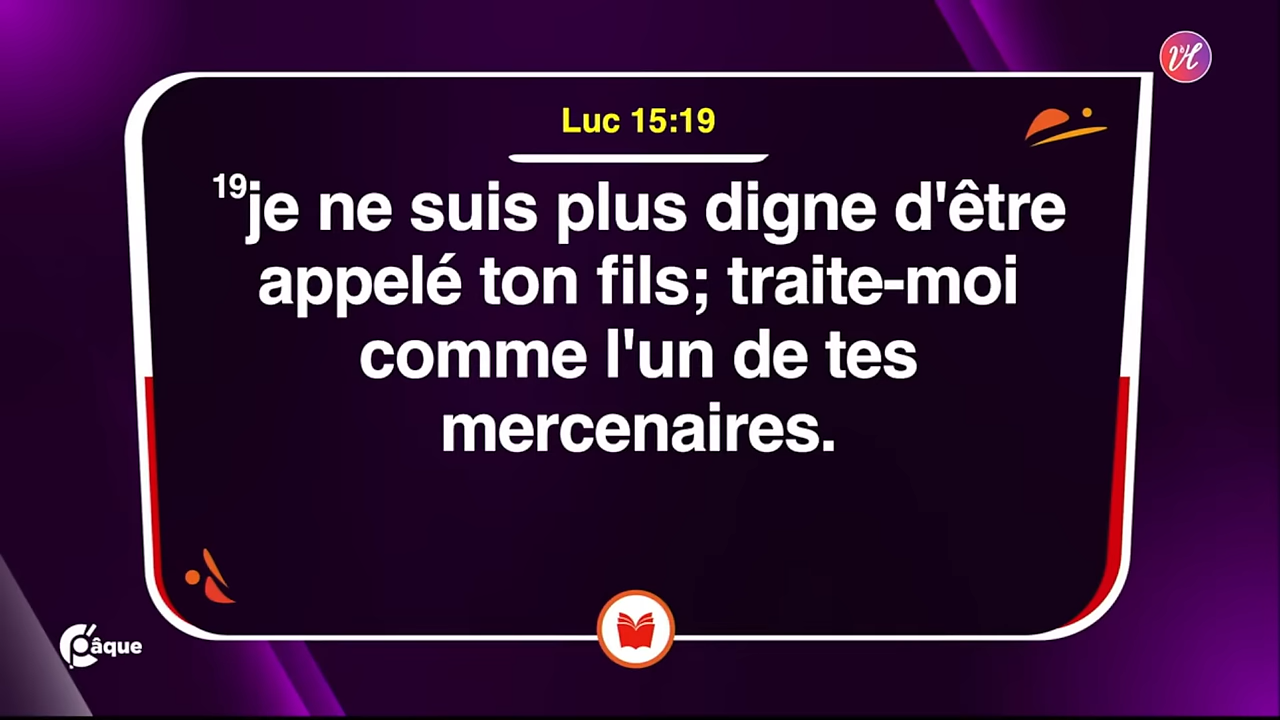 Luc 15:19
19je ne suis plus digne d'être
appelé ton fils; traite-moi
comme l'un de tes
mercenaires.
Pâque